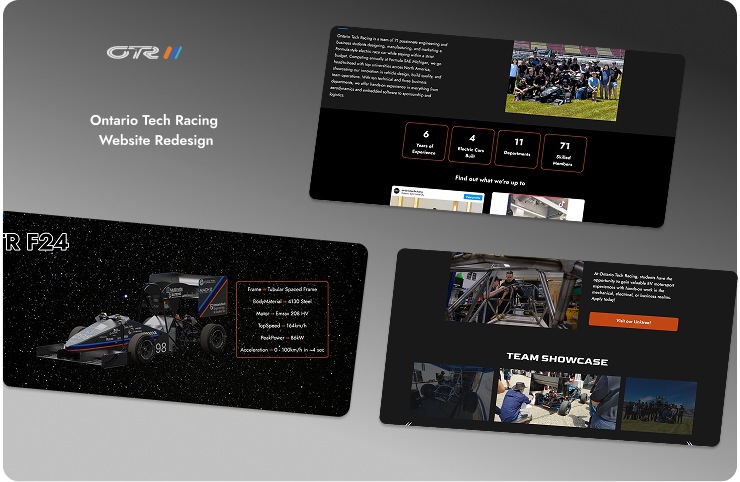 OTR
Ontario Tech Racing
Website Redesign
Ontario Tech Racing is a team of 71 passionate engineering and
business students designing, manufacturing, and marketing a
Formula-style electric race car while staying within a strict
budget. Competing annually at Formula SAE Michigan, we go
head-to-head with top universities across North America,
showcasing our innovation in vehicle design, build quality, and
team operations. With ten technical and three business
departments, we offer hands-on experience in everything from
aerodynamics and embedded software to sponsorship and
logistics.
6
Years of
Experience
4
Electric Cars
Built
11
Departments
71
Skilled
Members
Find out what we're up to
View profile
TR F24
98
Frame -- Tubular Spaced Frame
BodyMaterial -- 4130 Steel
Motor -- Emrax 208 HV
TopSpeed -- 164km/h
PeakPower -- 86kW
Acceleration -- 0 - 100km/h in ~4 sec
At Ontario Tech Racing, students have the
opportunity to gain valuable EV motorsport
experiences with hands-on work in the
mechanical, electrical, or business realms.
Apply today!
Visit our Linktree!
TEAM SHOWCASE